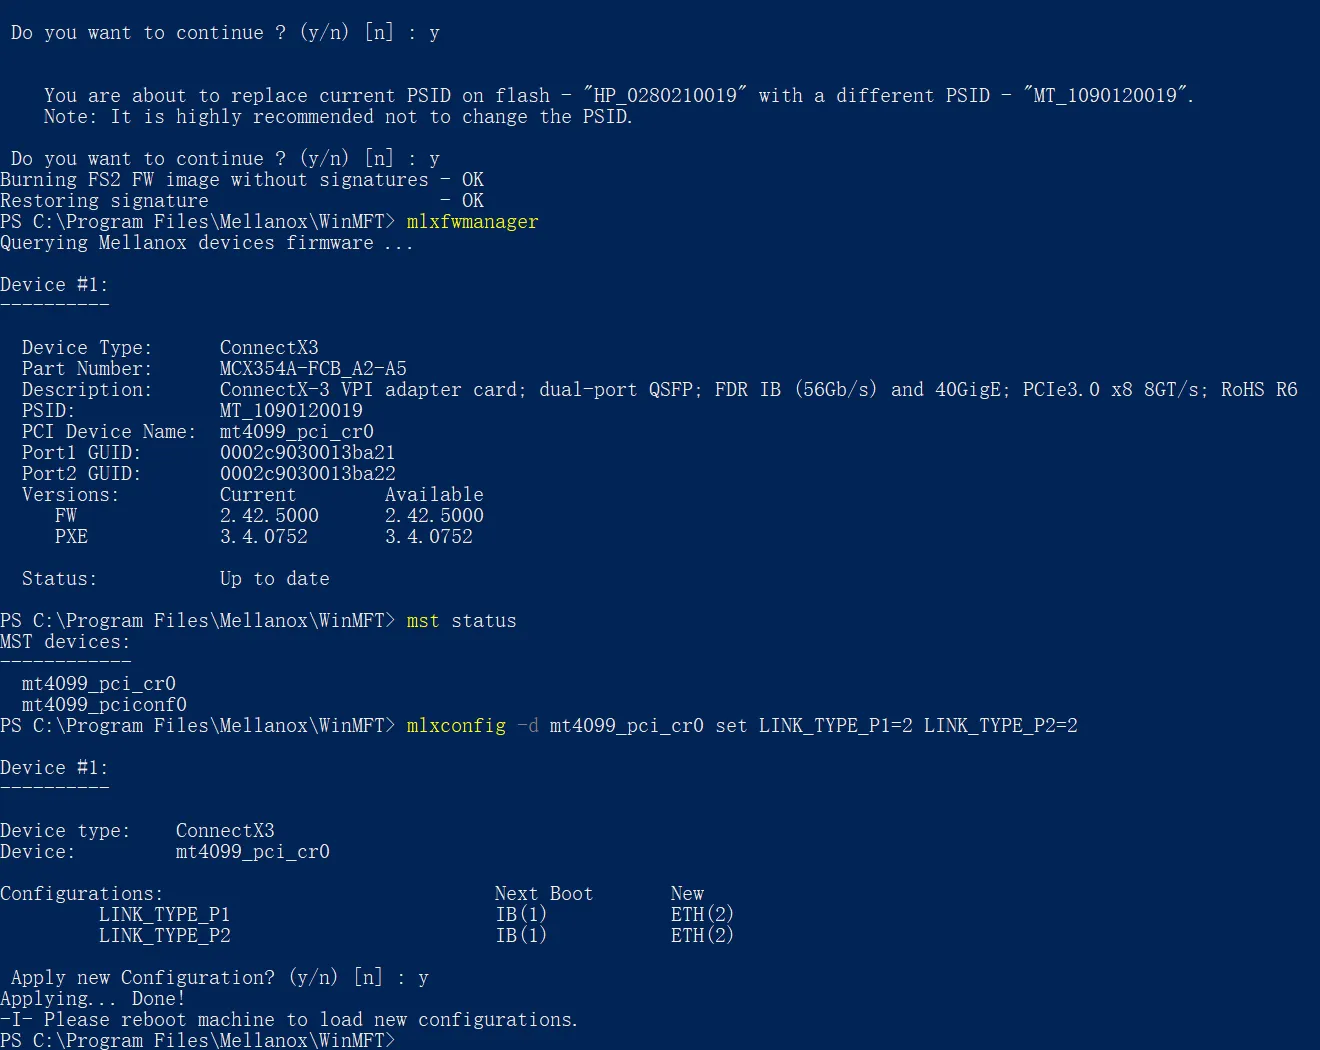 Do you want to continue ? (y/n) [n] : y
You are about to replace current PSID on flash - "HP_0280210019" with a different PSID - "MT_1090120019".
Note: It is highly recommended not to change the PSID.
Do you want to continue ? (y/n) [n] : y
Burning FS2 FW image without signatures - OK
Restoring signature                     - OK
PS C:\Program Files\Mellanox\WinMFT> mlxfwmanager
Querying Mellanox devices firmware ...
Device #1:
----------
Device Type:      ConnectX3
Part Number:      MCX354A-FCB_A2-A5
Description:      ConnectX-3 VPI adapter card; dual-port QSFP; FDR IB (56Gb/s) and 40GigE; PCIe3.0 x8 8GT/s; RoHS R6
PSID:             MT_1090120019
PCI Device Name:  mt4099_pci_cr0
Port1 GUID:       0002c9030013ba21
Port2 GUID:       0002c9030013ba22
Versions:         Current        Available
FW             2.42.5000      2.42.5000
PXE            3.4.0752       3.4.0752
Status:           Up to date
PS C:\Program Files\Mellanox\WinMFT> mst status
MST devices:
------------
mt4099_pci_cr0
mt4099_pciconf0
PS C:\Program Files\Mellanox\WinMFT> mlxconfig -d mt4099_pci_cr0 set LINK_TYPE_P1=2 LINK_TYPE_P2=2
Device #1:
----------
Device type:    ConnectX3
Device:         mt4099_pci_cr0
Configurations:                              Next Boot       New
LINK_TYPE_P1                        IB(1)           ETH(2)
LINK_TYPE_P2                        IB(1)           ETH(2)
Apply new Configuration? (y/n) [n] : y
Applying... Done!
-I- Please reboot machine to load new configurations.
PS C:\Program Files\Mellanox\WinMFT>